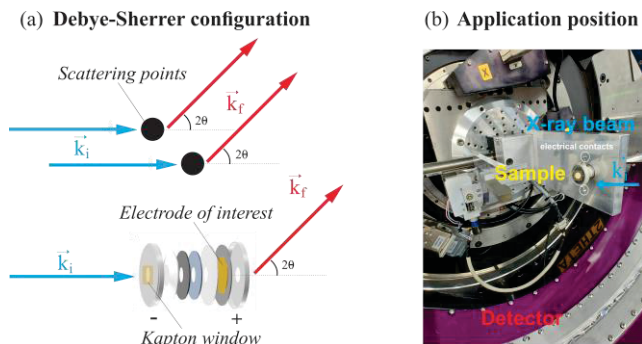 (a) Debye-Sherrer configuration
Scattering points
k_f
2θ
k_i
k_f
2θ
k_f
Electrode of interest
k_i
2θ
- +
Kapton window
(b) Application position
X
X-ray beam
electrical contacts
Sample
k_i
THETA
Detector